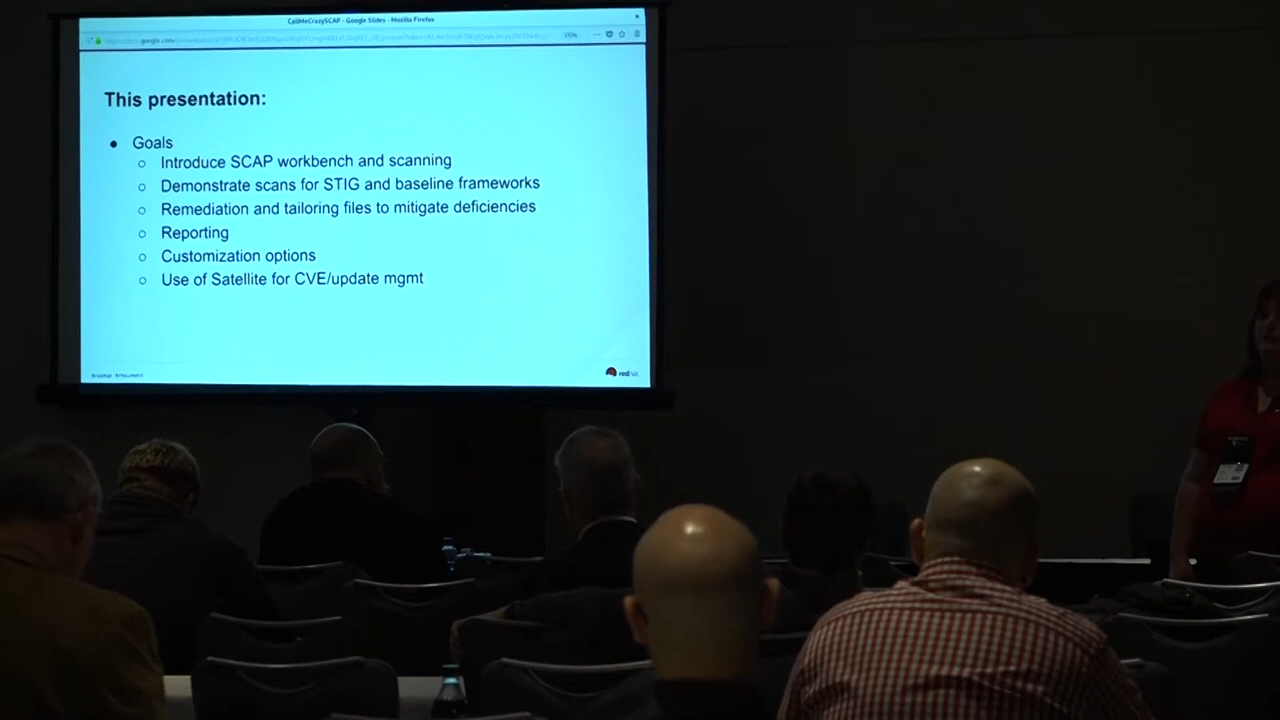 CallMeCrazySCAP - Google Slides - Mozilla Firefox
This presentation:
● Goals
○ Introduce SCAP workbench and scanning
○ Demonstrate scans for STIG and baseline frameworks
○ Remediation and tailoring files to mitigate deficiencies
○ Reporting
○ Customization options
○ Use of Satellite for CVE/update mgmt
redhat